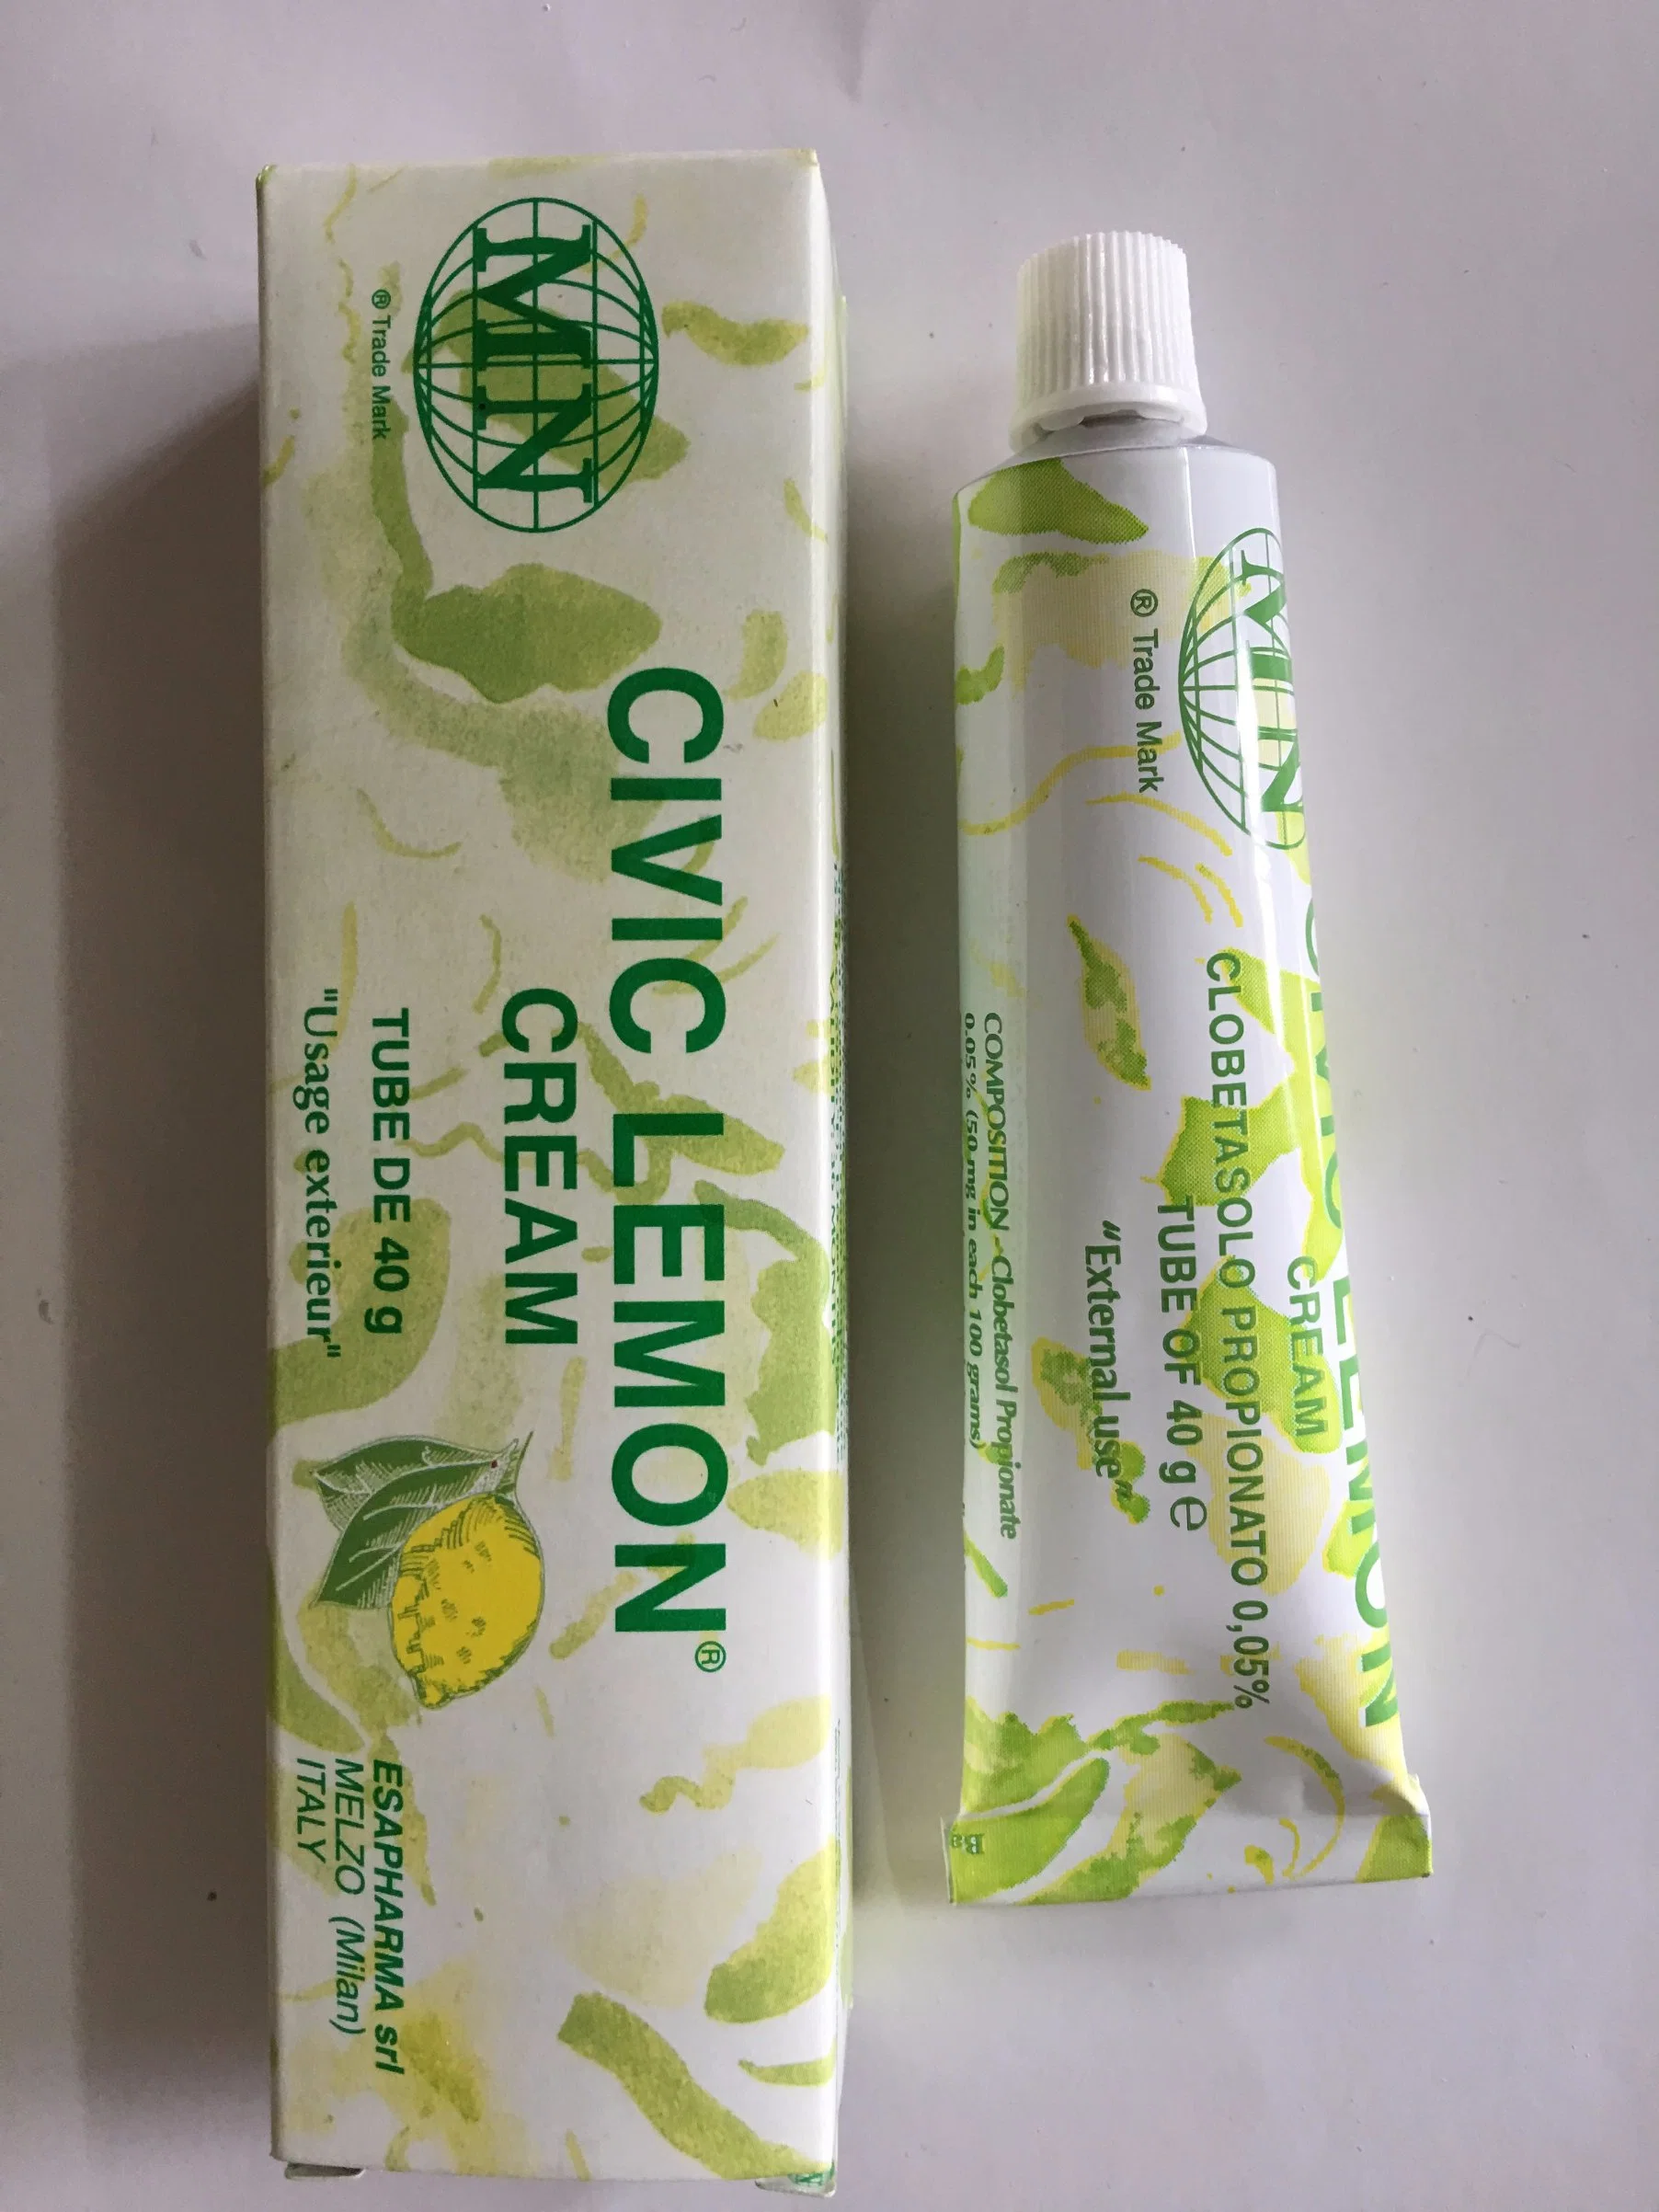 MN
® Trade Mark
CIVIC LEMON®
CREAM
TUBE DE 40 g
"Usage exterieur"
ESAPHARMA srl
MELZO (Milan)
ITALY
MN
® Trade Mark
CIVIC LEMON
CREAM
CLOBETASOLO PROPIONATO 0,05%
TUBE OF 40 g ℮
"External use"
COMPOSITION - Clobetasol Propionate
0.05% (50 mg in each 100 grams)